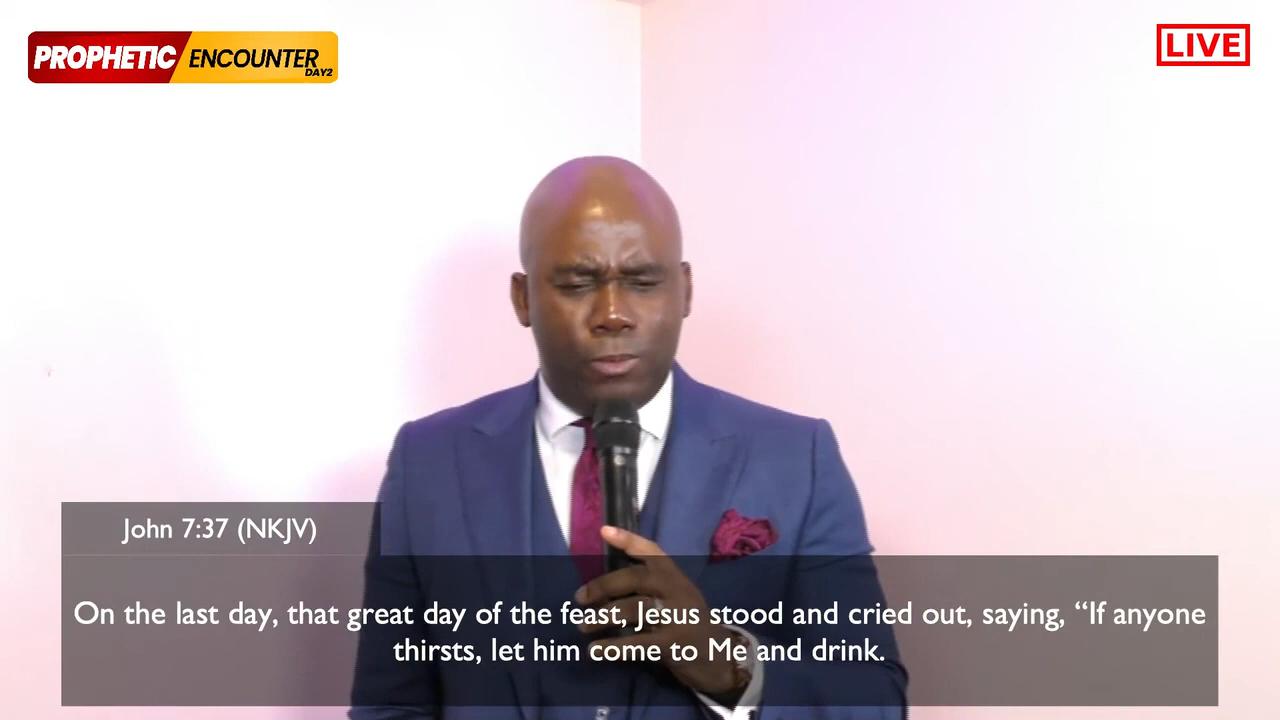 PROPHETIC ENCOUNTER
DAY2
LIVE
John 7:37 (NKJV)
On the last day, that great day of the feast, Jesus stood and cried out, saying, “If anyone
thirsts, let him come to Me and drink.